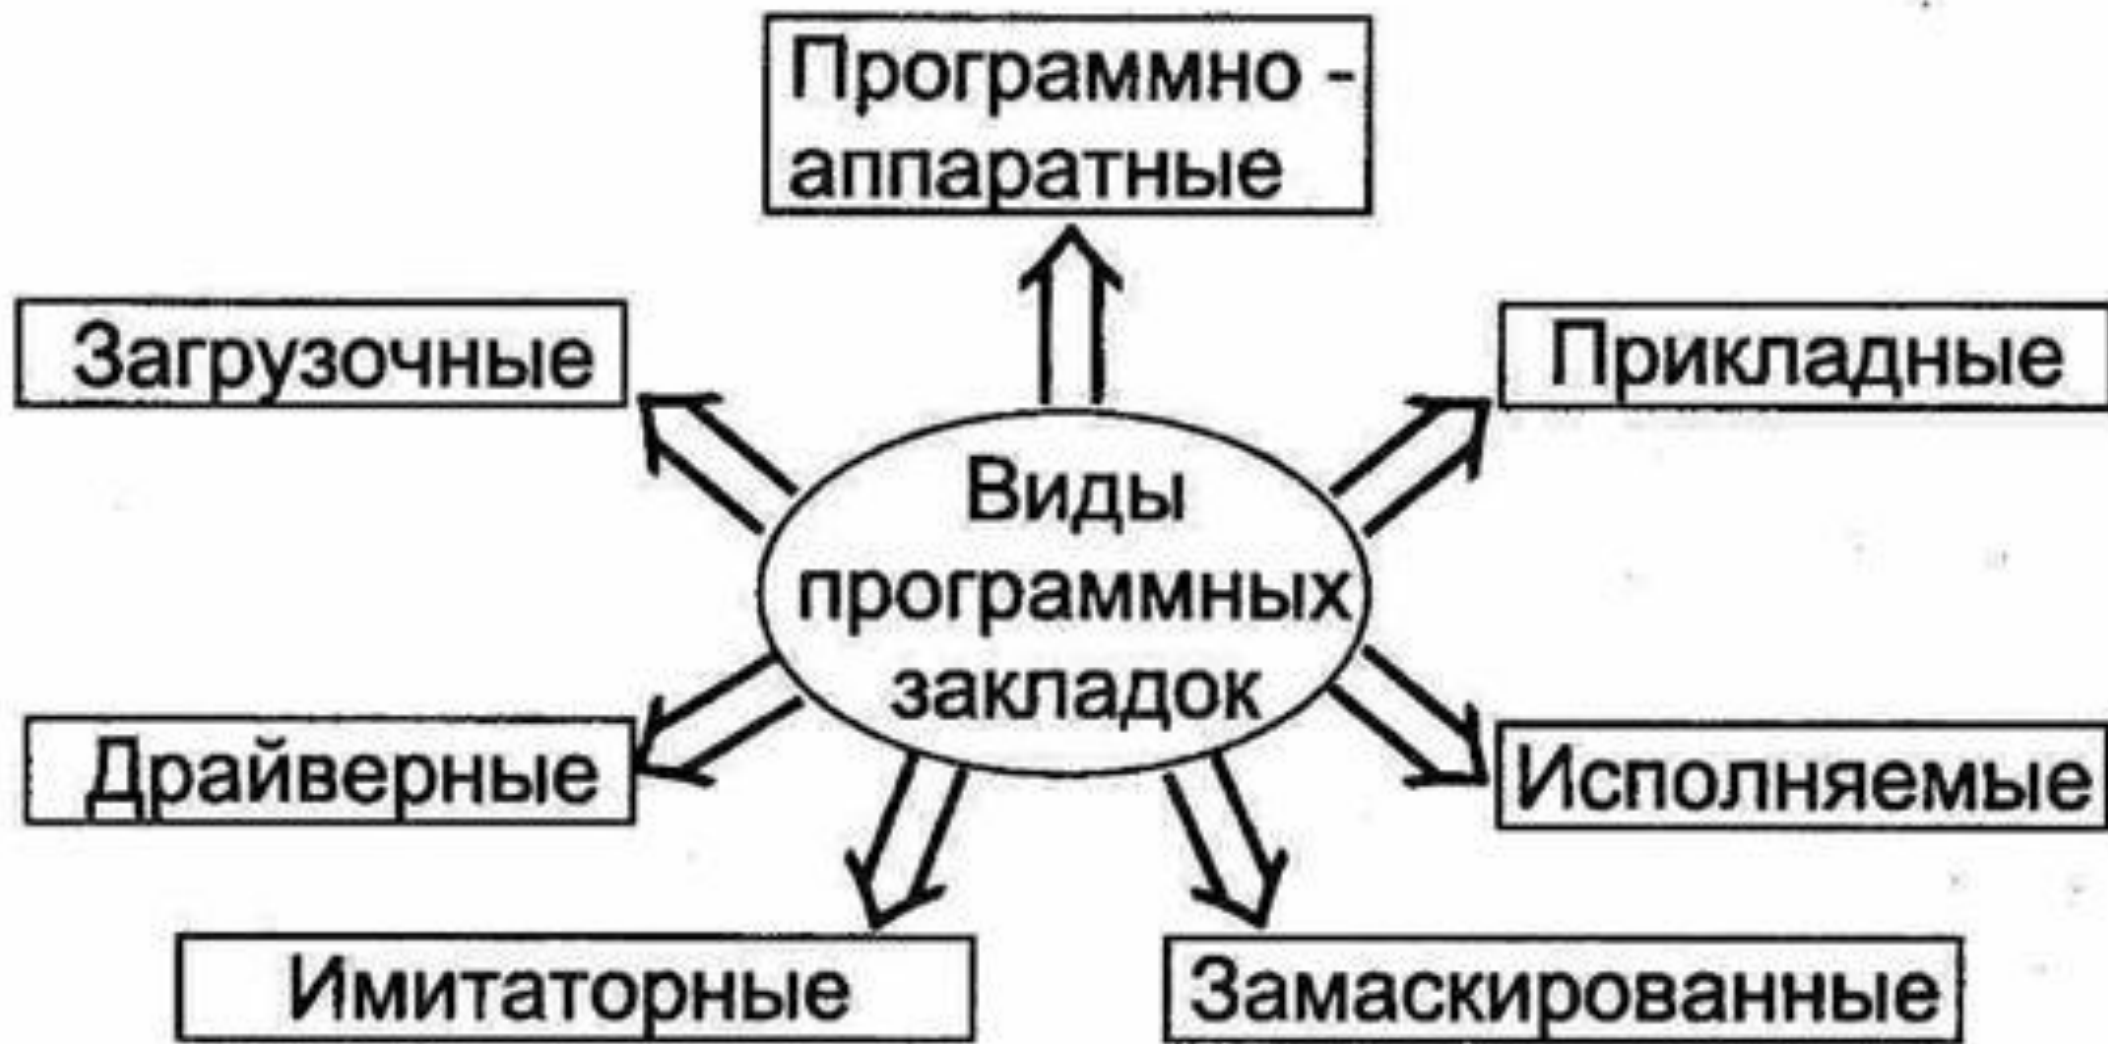 Программно -
аппаратные
Загрузочные
Прикладные
Виды
программных
закладок
Драйверные
Исполняемые
Имитаторные
Замаскированные